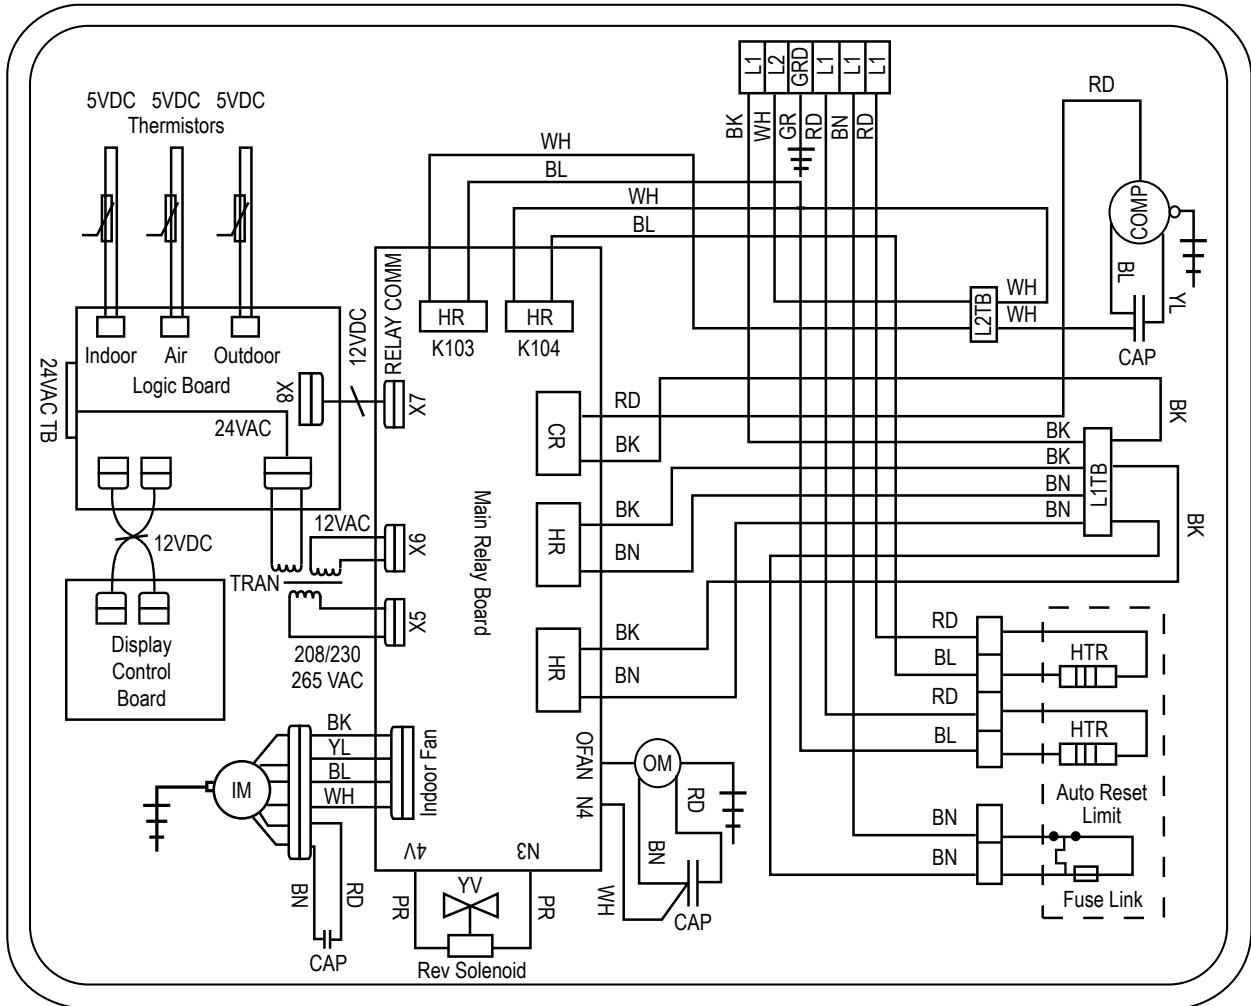 L1 L2 GRD L1 L1 L1
BK WH GR RD BN RD
RD
5VDC 5VDC 5VDC
Thermistors
WH
BL
WH
BL
COMP
BL
YL
CAP
WH
WH
L2TB
Indoor Air Outdoor
Logic Board
24VAC TB
24VAC
X8
12VDC
RELAY COMM
X7
HR
K103
HR
K104
CR
RD
BK
BK
BK
BK
BN
BN
L1TB
BK
HR
BK
BN
HR
BK
BN
Main Relay Board
12VDC
12VAC
X6
TRAN
X5
208/230
265 VAC
Display
Control
Board
RD
BL
RD
BL
HTR
HTR
Auto Reset
Limit
BN
BN
Fuse Link
IM
BK
YL
BL
WH
Indoor Fan
BN
RD
CAP
4V
N3
PR
YV
PR
Rev Solenoid
OFAN
N4
OM
RD
BN
WH
CAP